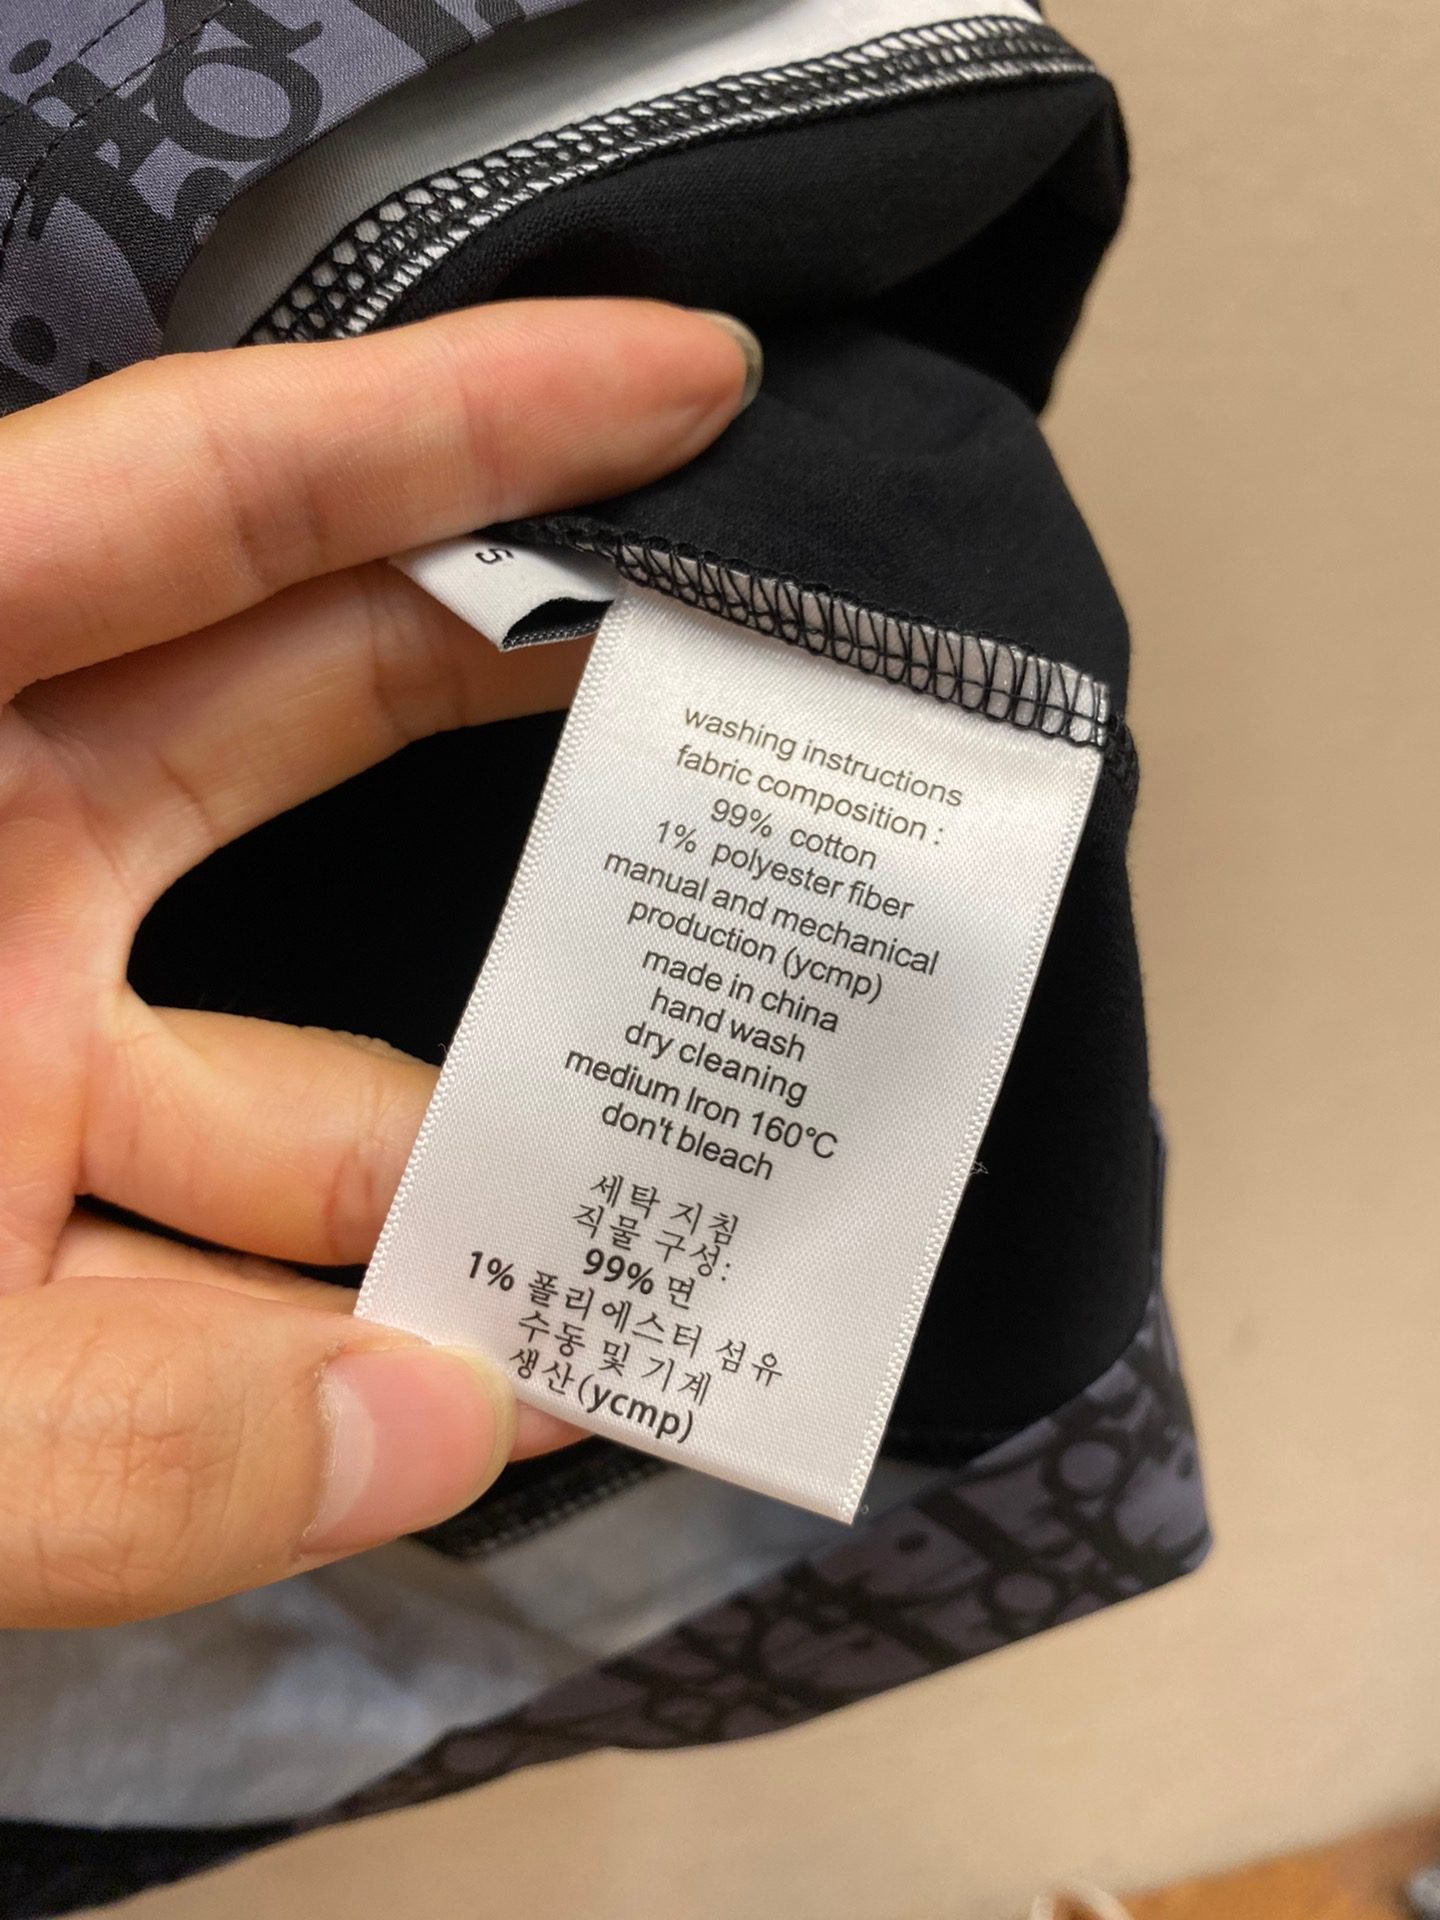 S
washing instructions
fabric composition :
99% cotton
1% polyester fiber
manual and mechanical
production (ycmp)
made in china
hand wash
dry cleaning
medium Iron 160°C
don't bleach
세탁 지침
직물 구성:
99% 면
1% 폴리에스터 섬유
수동 및 기계
생산(ycmp)